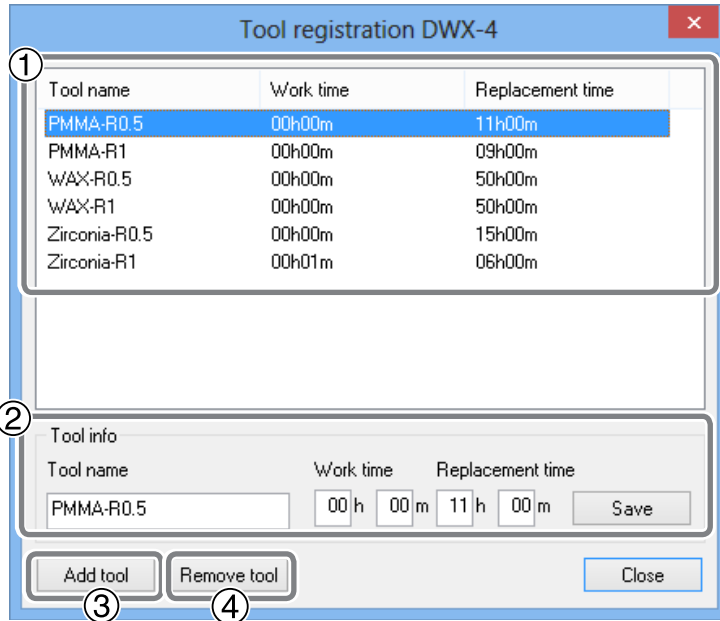 Tool registration DWX-4
①
Tool name Work time Replacement time
PMMA-R0.5 00h00m 11h00m
PMMA-R1 00h00m 09h00m
WAX-R0.5 00h00m 50h00m
WAX-R1 00h00m 50h00m
Zirconia-R0.5 00h00m 15h00m
Zirconia-R1 00h01m 06h00m
②
Tool info
Tool name Work time Replacement time
PMMA-R0.5 00 h 00 m 11 h 00 m Save
Add tool Remove tool Close
③ ④